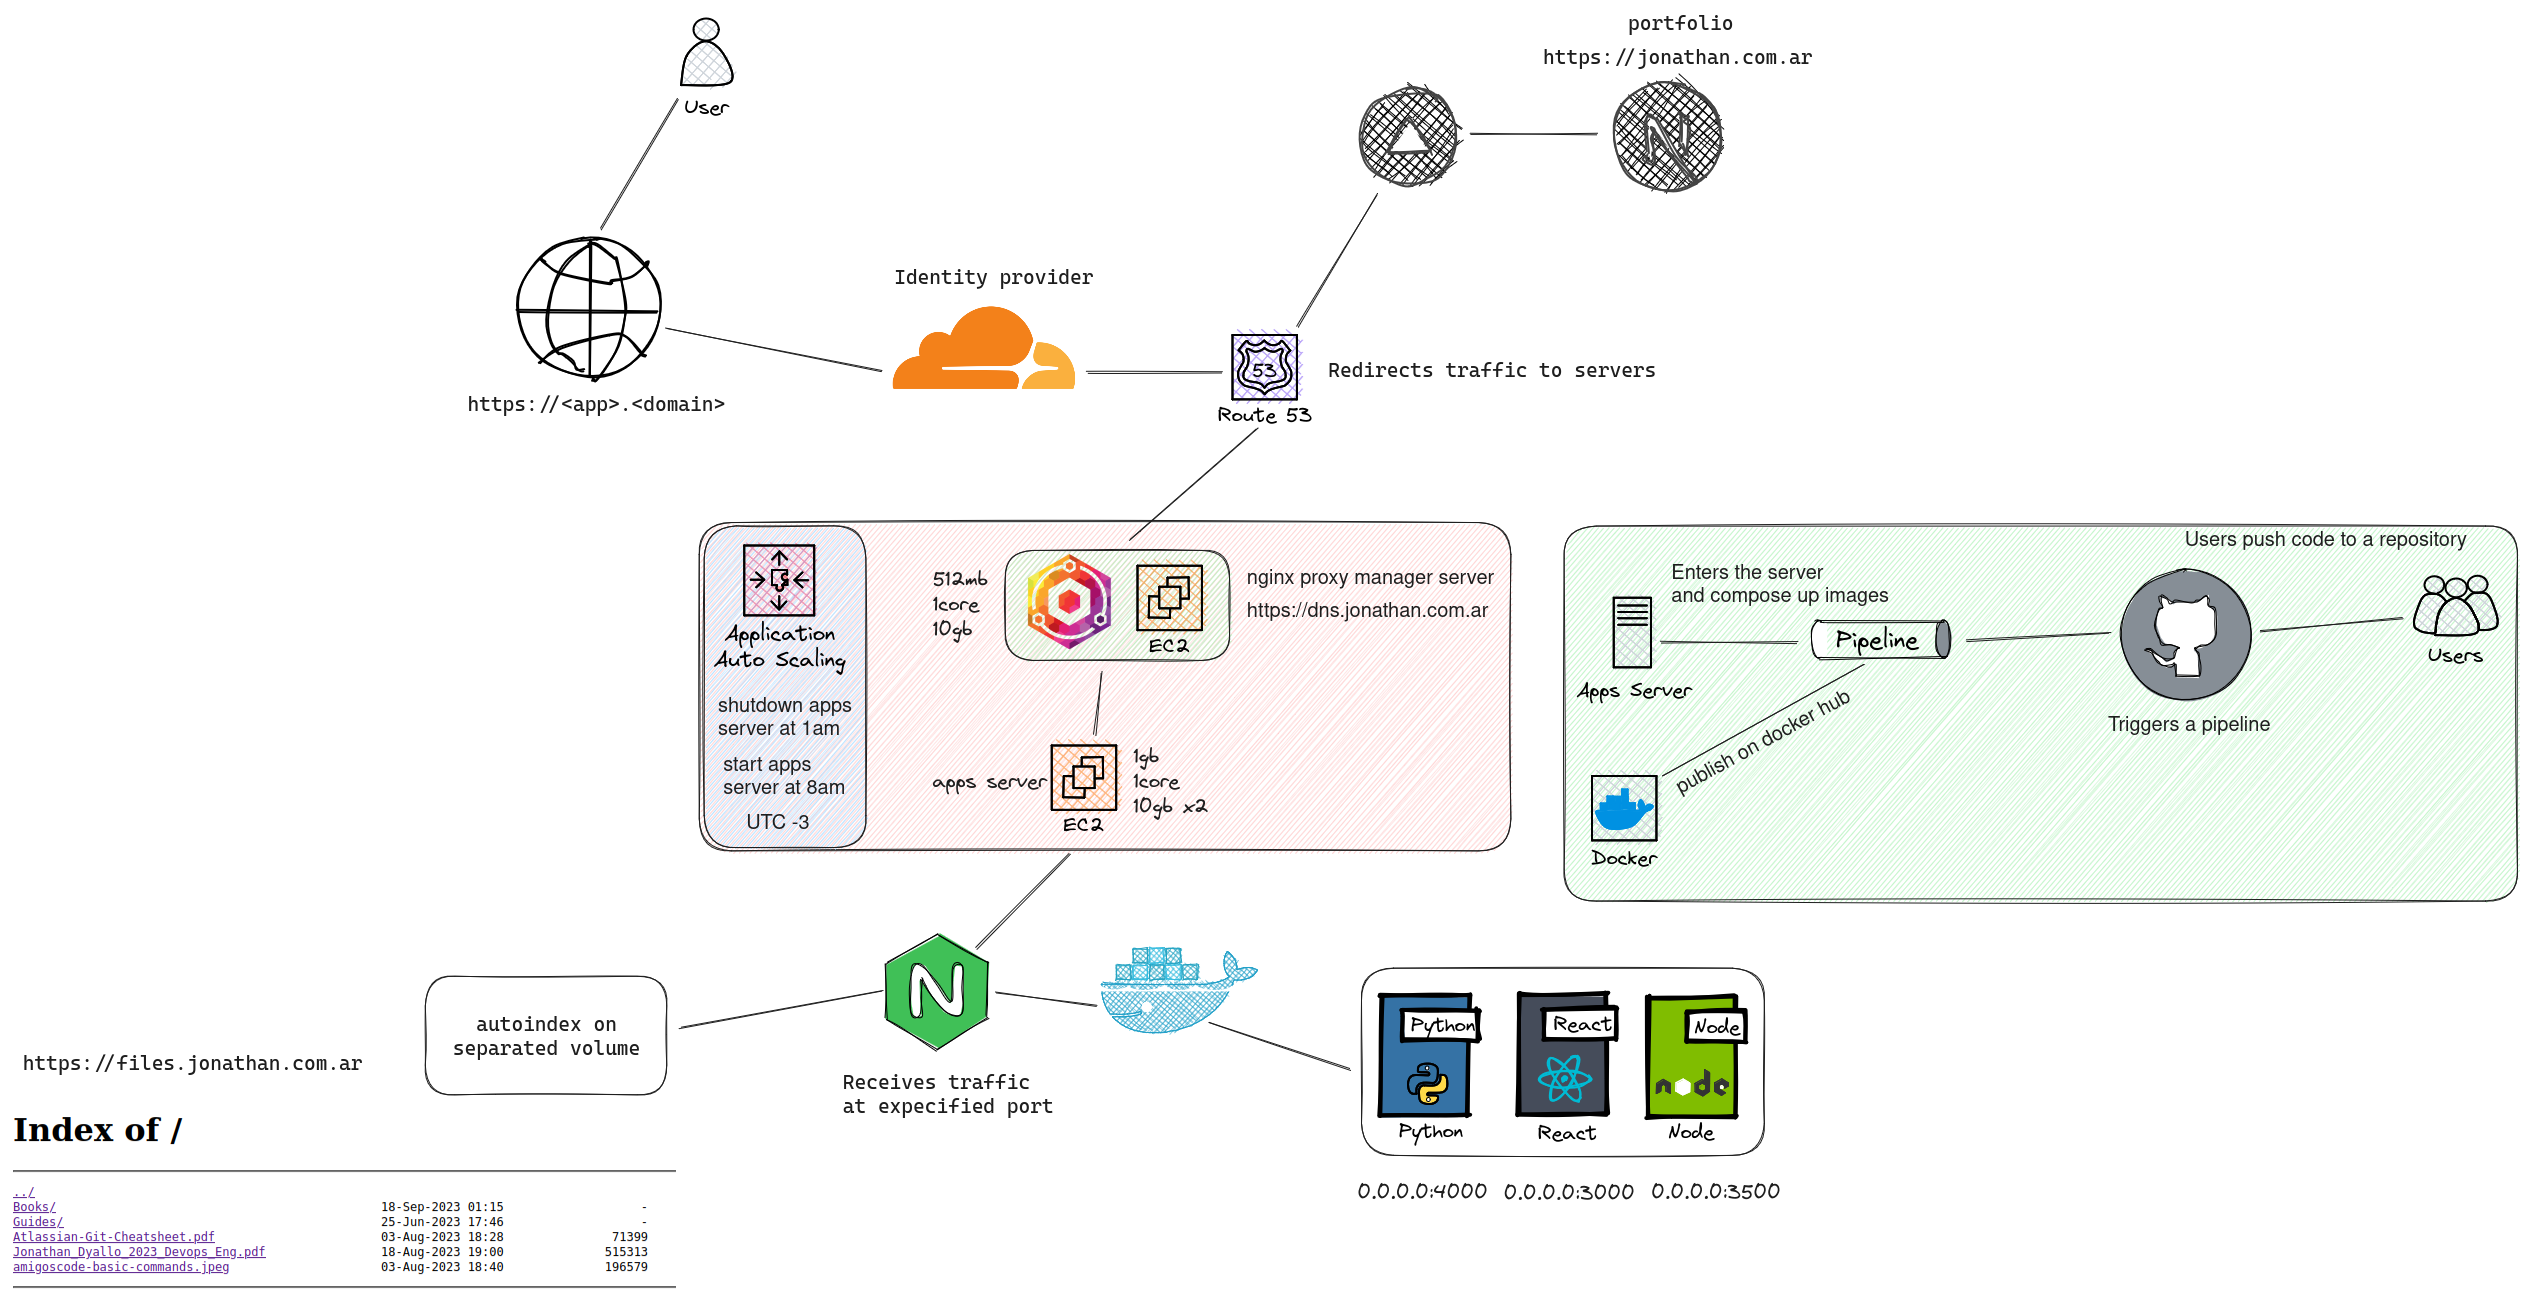 portfolio
https://jonathan.com.ar
User
Identity provider
https://<app>.<domain>
53
Route 53
Redirects traffic to servers
Application
Auto Scaling
shutdown apps
server at 1am
start apps
server at 8am
UTC -3
512mb
1core
10gb
EC2
nginx proxy manager server
https://dns.jonathan.com.ar
apps server
EC2
1gb
1core
10gb x2
Users push code to a repository
Enters the server
and compose up images
Apps Server
Pipeline
Users
Triggers a pipeline
publish on docker hub
Docker
N
autoindex on
separated volume
https://files.jonathan.com.ar
Receives traffic
at expecified port
Python
React
Node
node
Python
React
Node
0.0.0.0:4000
0.0.0.0:3000
0.0.0.0:3500
Index of /
../
Books/ 18-Sep-2023 01:15 -
Guides/ 25-Jun-2023 17:46 -
Atlassian-Git-Cheatsheet.pdf 03-Aug-2023 18:28 71399
Jonathan_Dyallo_2023_Devops_Eng.pdf 18-Aug-2023 19:00 515313
amigoscode-basic-commands.jpeg 03-Aug-2023 18:40 196579